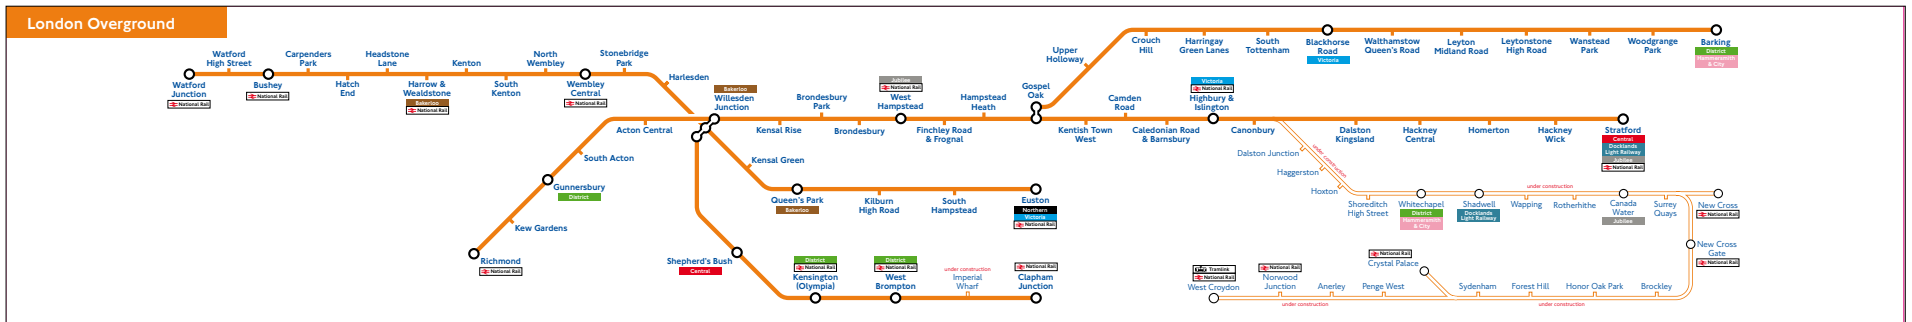 London Overground
Watford
Junction
National Rail
Watford
High Street
Bushey
National Rail
Carpenders
Park
Hatch
End
Headstone
Lane
Harrow &
Wealdstone
Bakerloo
National Rail
Kenton
South
Kenton
North
Wembley
Wembley
Central
National Rail
Stonebridge
Park
Harlesden
Bakerloo
Willesden
Junction
Acton Central
South Acton
Gunnersbury
District
Kew Gardens
Richmond
National Rail
Kensal Rise
Brondesbury
Park
Brondesbury
Jubilee
National Rail
West
Hampstead
Finchley Road
& Frognal
Hampstead
Heath
Gospel
Oak
Upper
Holloway
Crouch
Hill
Harringay
Green Lanes
South
Tottenham
Blackhorse
Road
Victoria
Walthamstow
Queen's Road
Leyton
Midland Road
Leytonstone
High Road
Wanstead
Park
Woodgrange
Park
Barking
District
Hammersmith
& City
Kentish Town
West
Camden
Road
Caledonian Road
& Barnsbury
Victoria
National Rail
Highbury &
Islington
Canonbury
Dalston
Kingsland
Hackney
Central
Homerton
Hackney
Wick
Stratford
Central
Docklands
Light Railway
Jubilee
National Rail
Kensal Green
Queen's Park
Bakerloo
Kilburn
High Road
South
Hampstead
Euston
Northern
Victoria
National Rail
Shepherd's Bush
Central
District
National Rail
Kensington
(Olympia)
District
National Rail
West
Brompton
under construction
Imperial
Wharf
National Rail
Clapham
Junction
under construction
Dalston Junction
Haggerston
Hoxton
Shoreditch
High Street
Whitechapel
District
Hammersmith
& City
Shadwell
Docklands
Light Railway
under construction
Wapping
Rotherhithe
Canada
Water
Jubilee
Surrey
Quays
New Cross
National Rail
New Cross
Gate
National Rail
Brockley
Honor Oak Park
Forest Hill
Sydenham
under construction
National Rail
Crystal Palace
Penge West
Anerley
National Rail
Norwood
Junction
under construction
Tramlink
National Rail
West Croydon